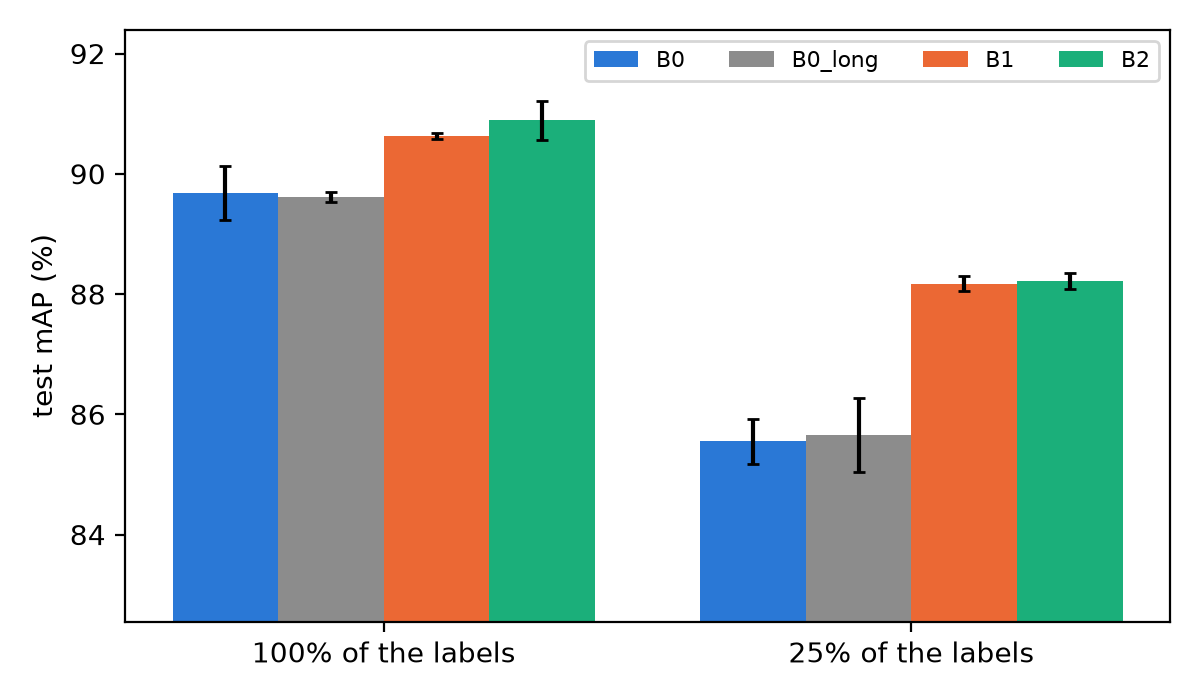 92
90
88
86
84
test mAP (%)
B0 B0_long B1 B2
100% of the labels 25% of the labels